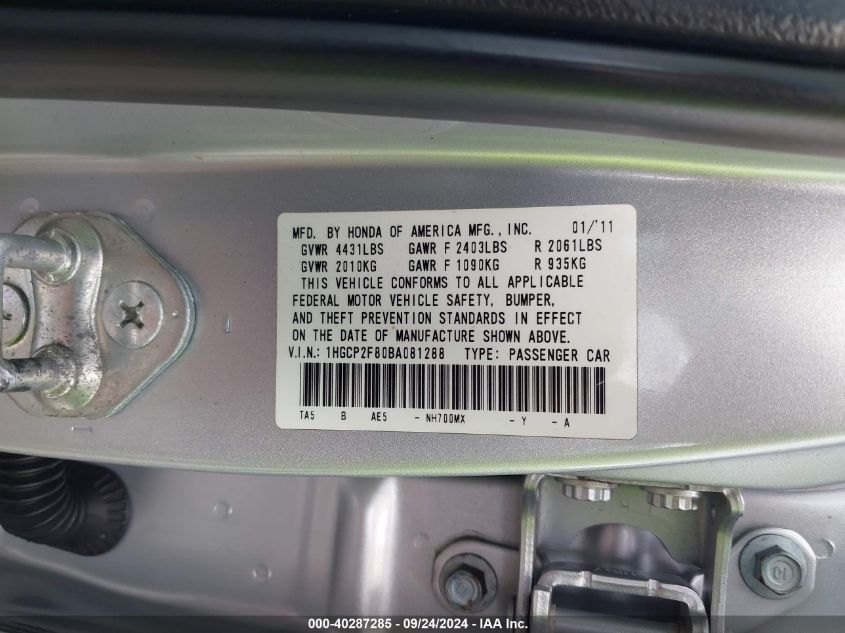 MFD. BY HONDA OF AMERICA MFG., INC. 01/'11
GVWR 4431LBS GAWR F 2403LBS R 2061LBS
GVWR 2010KG GAWR F 1090KG R 935KG
THIS VEHICLE CONFORMS TO ALL APPLICABLE
FEDERAL MOTOR VEHICLE SAFETY, BUMPER,
AND THEFT PREVENTION STANDARDS IN EFFECT
ON THE DATE OF MANUFACTURE SHOWN ABOVE.
V.I.N.: 1HGCP2F80BA081288 TYPE: PASSENGER CAR
TA5 B AE5 - NH700MX - Y - A
000-40287285 - 09/24/2024 - IAA Inc.